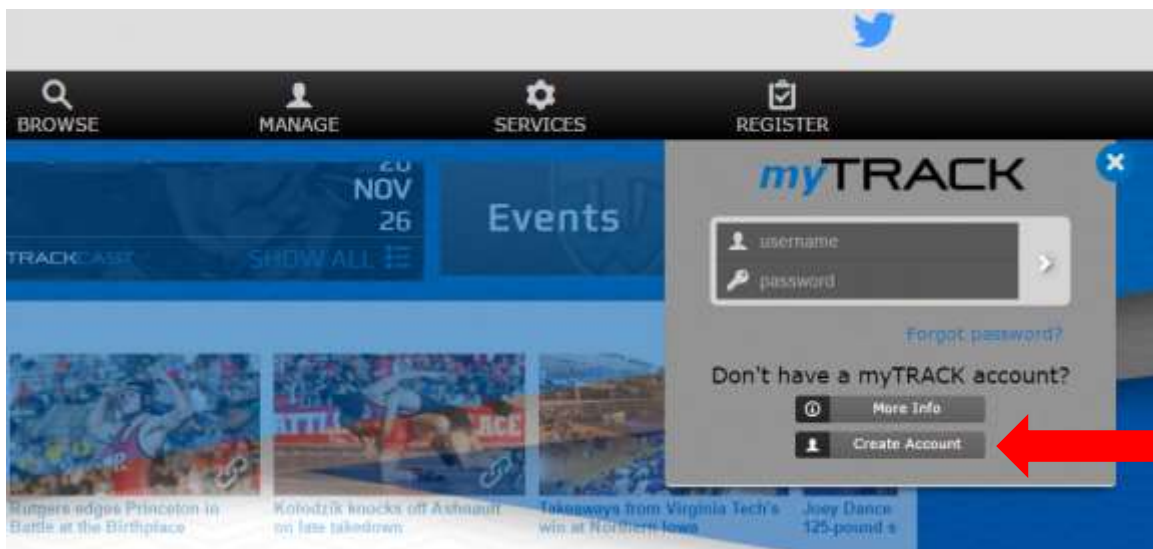 BROWSE
MANAGE
SERVICES
REGISTER
NOV
26
TRACKCAST
SHOW ALL
Events
myTRACK
username
password
Forgot password?
Don't have a myTRACK account?
More Info
Create Account
Rutgers edges Princeton in
Battle at the Birthplace
Kolodzik knocks off Ashnault
on late takedown
Takeaways from Virginia Tech's
win at Northern Iowa
Joey Dance
125-pound s